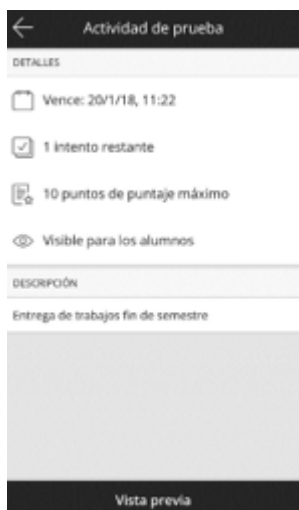 Actividad de prueba
DETALLES
Vence: 20/1/18, 11:22
1 intento restante
10 puntos de puntaje máximo
Visible para los alumnos
DESCRIPCIÓN
Entrega de trabajos fin de semestre
Vista previa